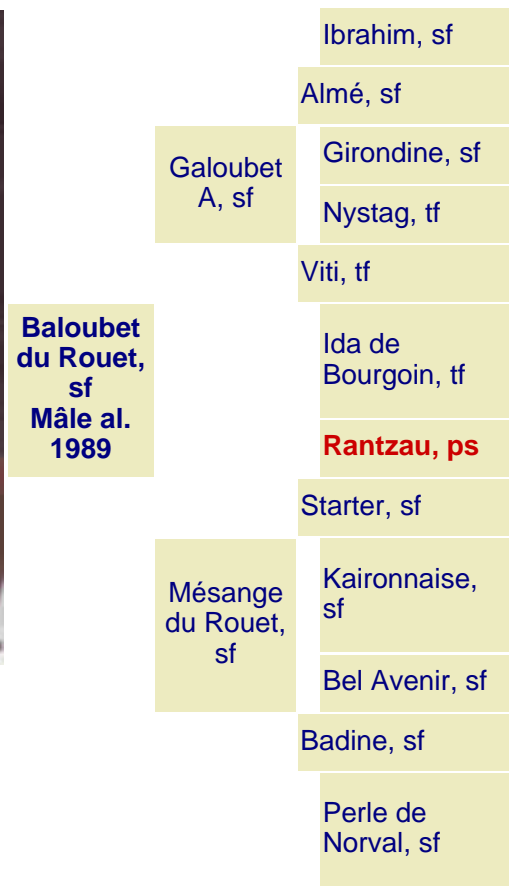 Ibrahim, sf
Almé, sf
Galoubet
A, sf
Girondine, sf
Nystag, tf
Viti, tf
Baloubet
du Rouet,
sf
Mâle al.
1989
Ida de
Bourgoin, tf
Rantzau, ps
Starter, sf
Mésange
du Rouet,
sf
Kaironnaise,
sf
Bel Avenir, sf
Badine, sf
Perle de
Norval, sf